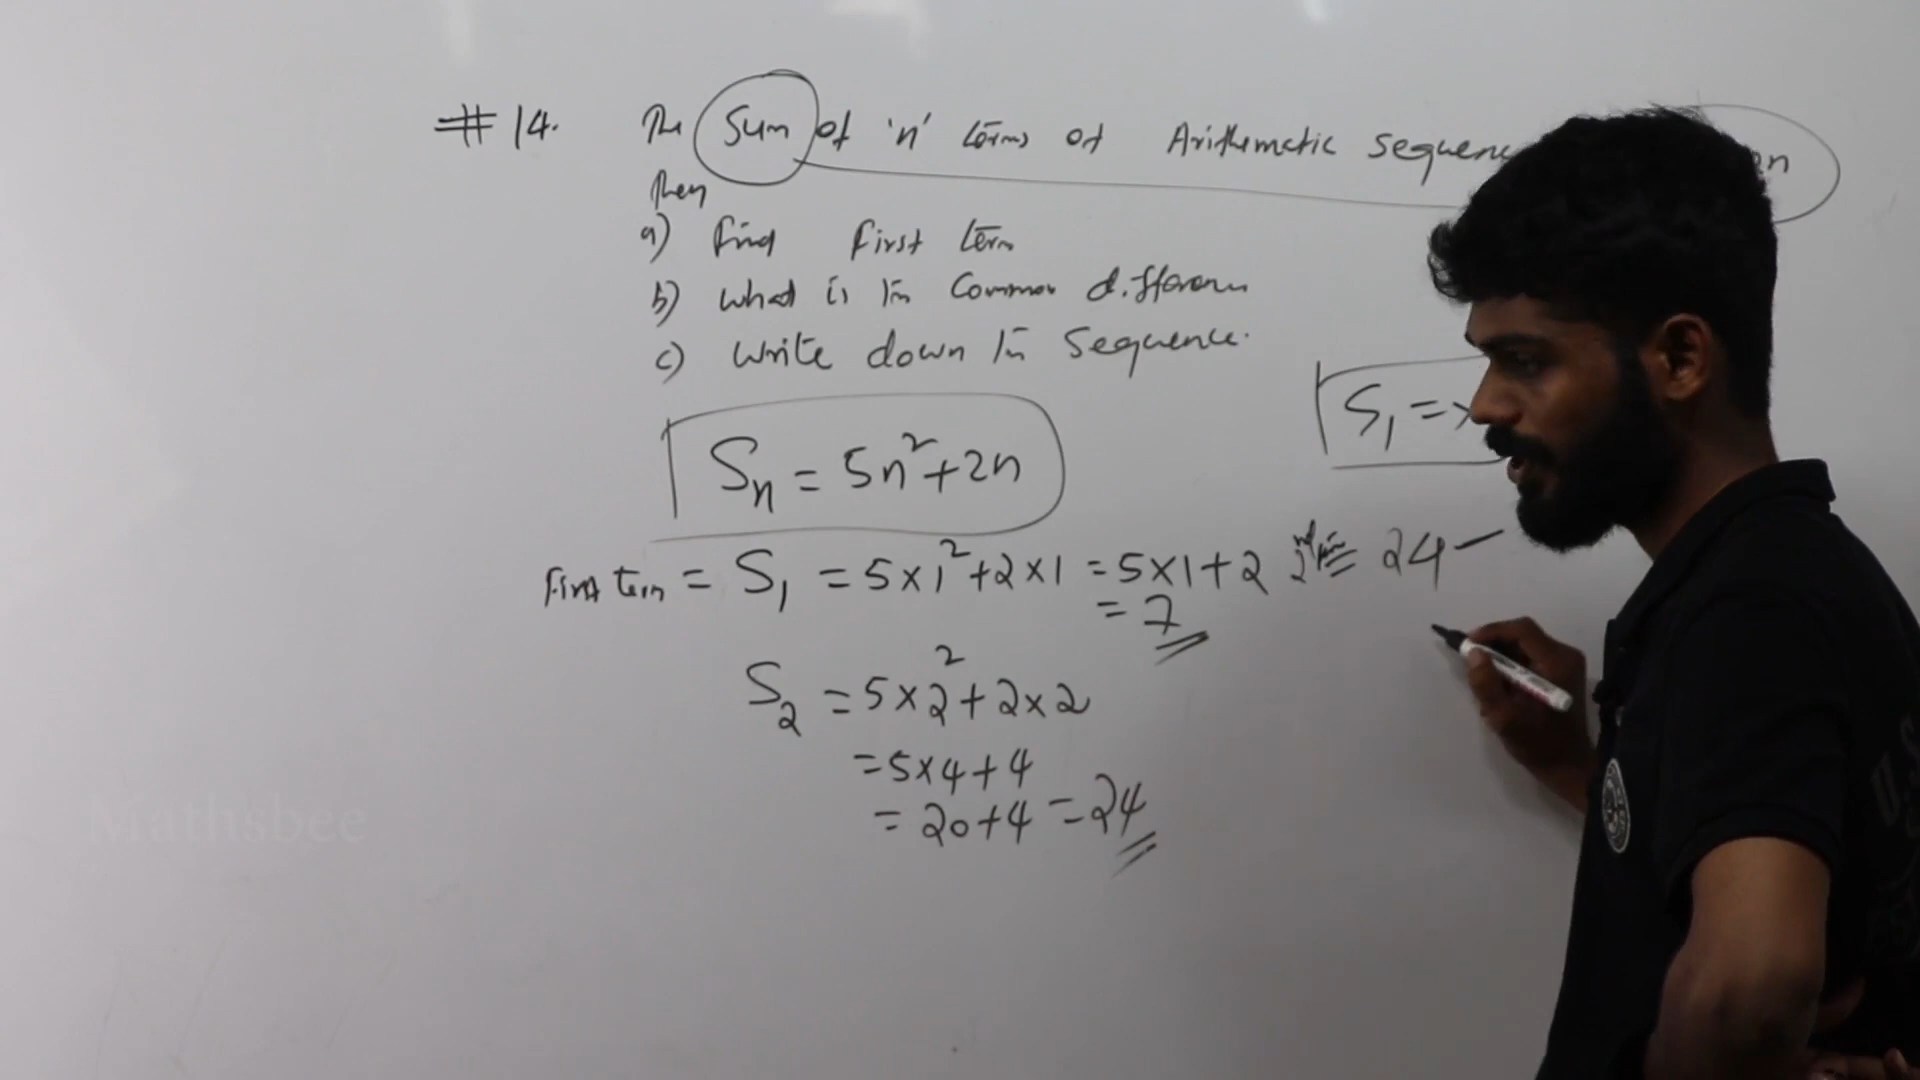 #14. The Sum of 'n' terms of Arithmetic sequenc
then
a) find first term
b) what is the common difference
c) write down the sequence.
Sₙ = 5n²+2n
S₁ =
First term = S₁ = 5×1²+2×1 = 5×1+2
= 7
24 –
S₂ = 5×2²+2×2
= 5×4+4
= 20+4 = 24
Mathsbee